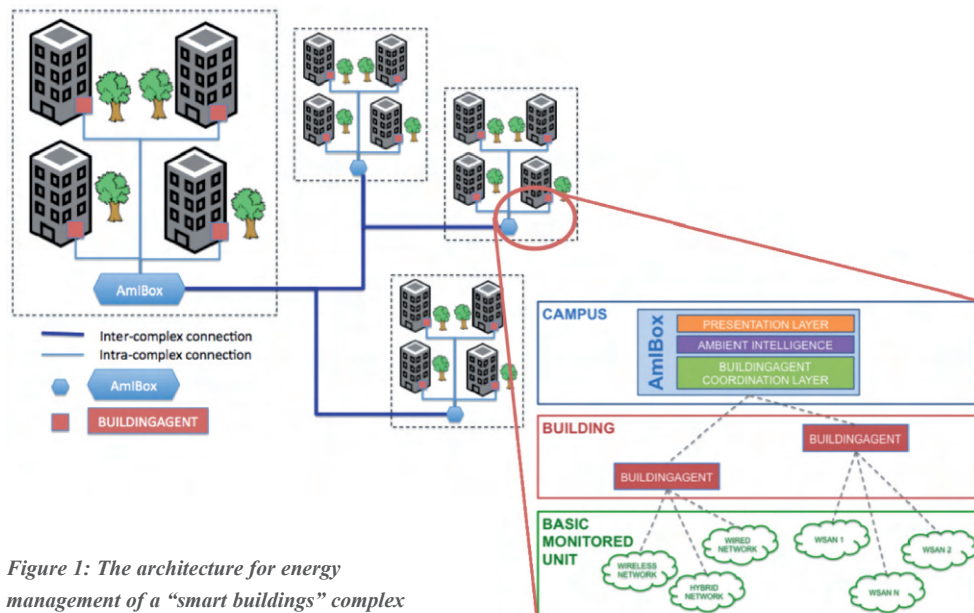 AmIBox
Inter-complex connection
Intra-complex connection
AmIBox
BUILDINGAGENT
CAMPUS
AmIBox
PRESENTATION LAYER
AMBIENT INTELLIGENCE
BUILDINGAGENT
COORDINATION LAYER
BUILDING
BUILDINGAGENT
BUILDINGAGENT
BASIC
MONITORED
UNIT
WIRELESS
NETWORK
HYBRID
NETWORK
WIRED
NETWORK
WSAN 1
WSAN N
WSAN 2
Figure 1: The architecture for energy
management of a “smart buildings” complex